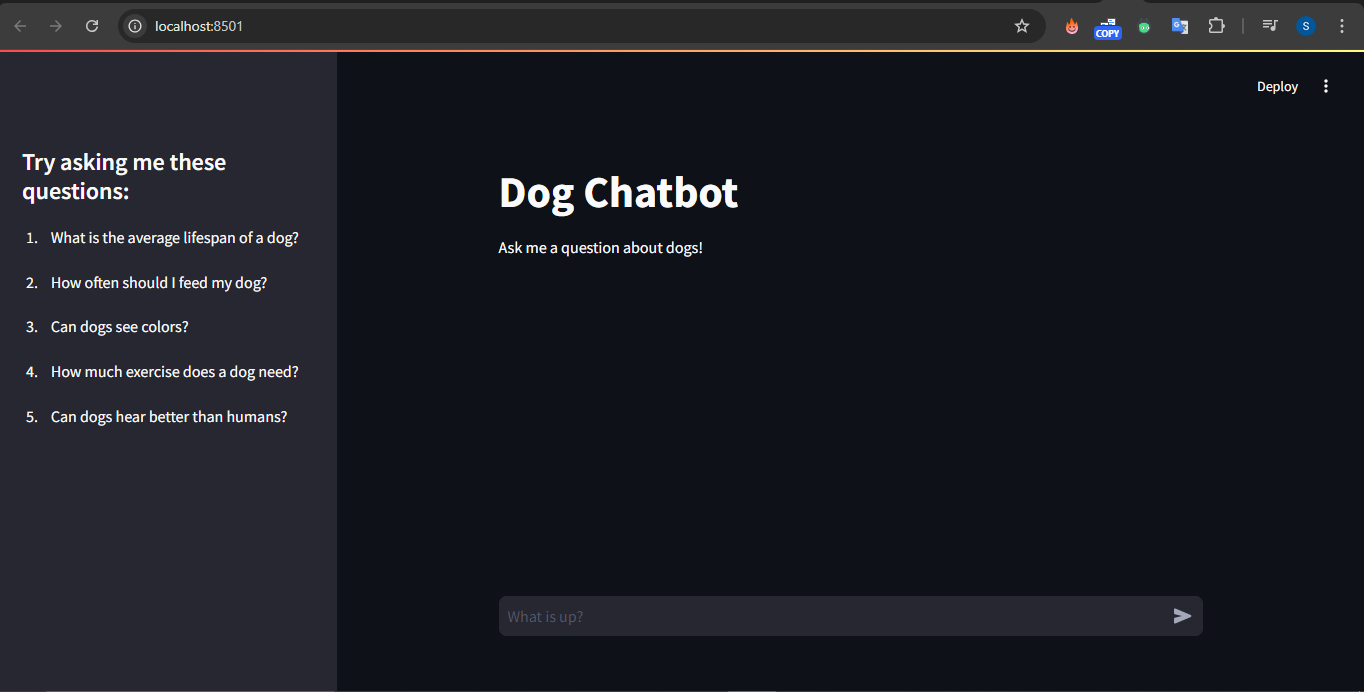 localhost:8501
COPY
S
Deploy
Try asking me these
questions:
1. What is the average lifespan of a dog?
2. How often should I feed my dog?
3. Can dogs see colors?
4. How much exercise does a dog need?
5. Can dogs hear better than humans?
Dog Chatbot
Ask me a question about dogs!
What is up?